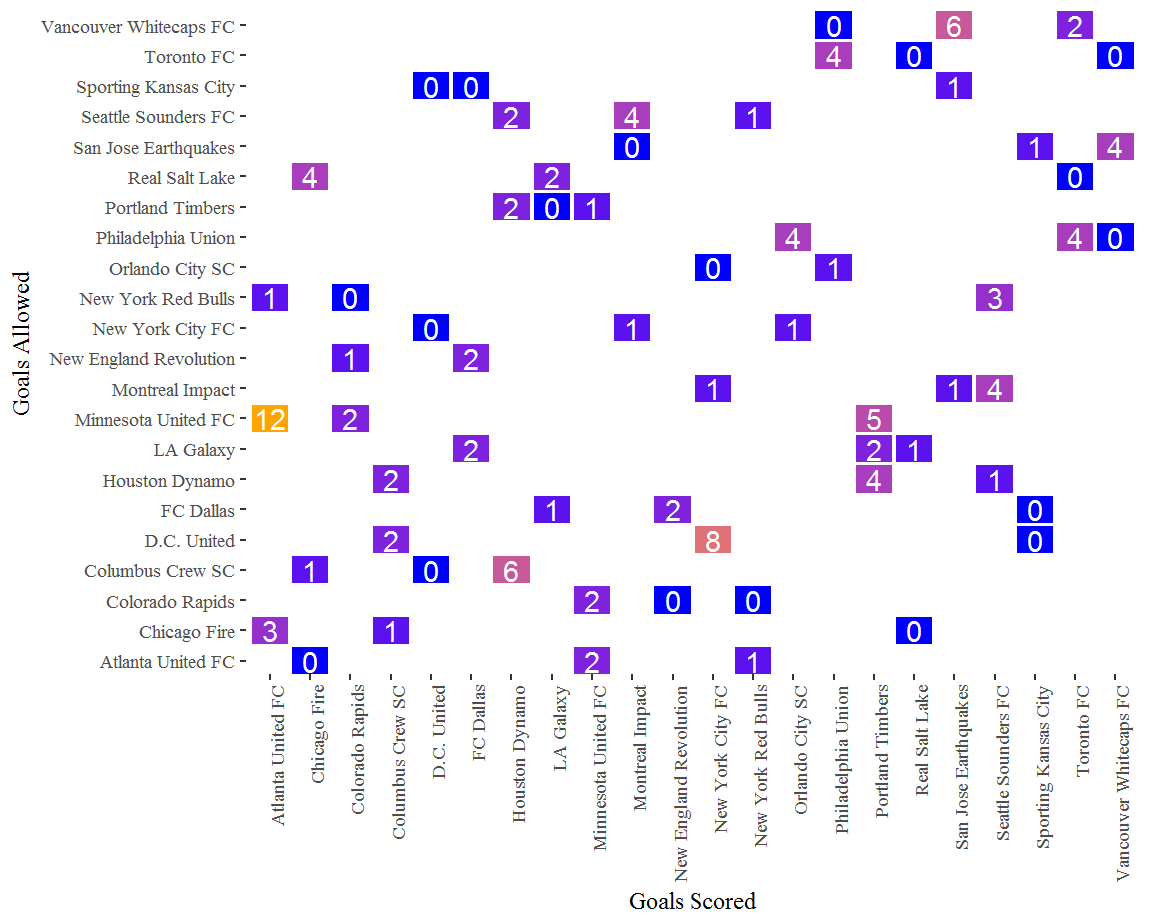 Vancouver Whitecaps FC 0 6 2
Toronto FC 4 0 0
Sporting Kansas City 0 0 1
Seattle Sounders FC 2 4 1
San Jose Earthquakes 0 1 4
Real Salt Lake 4 2 0
Portland Timbers 2 0 1
Philadelphia Union 4 4 0
Orlando City SC 0 1
New York Red Bulls 1 0 3
New York City FC 0 1 1
New England Revolution 1 2
Montreal Impact 1 1 4
Minnesota United FC 12 2 5
LA Galaxy 2 2 1
Houston Dynamo 2 4 1
FC Dallas 1 2 0
D.C. United 2 8 0
Columbus Crew SC 1 0 6
Colorado Rapids 2 0 0
Chicago Fire 3 1 0
Atlanta United FC 0 2 1
Goals Allowed
Atlanta United FC
Chicago Fire
Colorado Rapids
Columbus Crew SC
D.C. United
FC Dallas
Houston Dynamo
LA Galaxy
Minnesota United FC
Montreal Impact
New England Revolution
New York City FC
New York Red Bulls
Orlando City SC
Philadelphia Union
Portland Timbers
Real Salt Lake
San Jose Earthquakes
Seattle Sounders FC
Sporting Kansas City
Toronto FC
Vancouver Whitecaps FC
Goals Scored